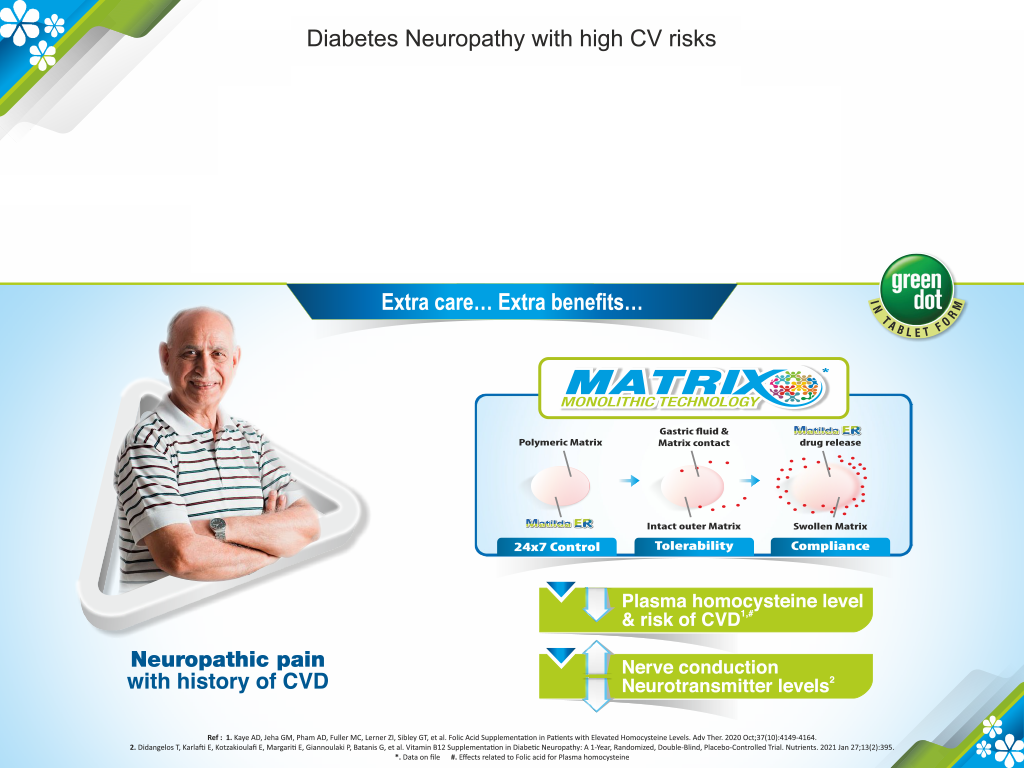 Diabetes Neuropathy with high CV risks
Extra care… Extra benefits…
green
dot
IN TABLET FORM
MATRIX*
MONOLITHIC TECHNOLOGY
Polymeric Matrix
Gastric fluid &
Matrix contact
Matilda ER
drug release
Matilda ER
Intact outer Matrix
Swollen Matrix
24x7 Control
Tolerability
Compliance
Plasma homocysteine level
& risk of CVD1,#
Nerve conduction
Neurotransmitter levels2
Neuropathic pain
with history of CVD
Ref : 1. Kaye AD, Jeha GM, Pham AD, Fuller MC, Lerner ZI, Sibley GT, et al. Folic Acid Supplementation in Patients with Elevated Homocysteine Levels. Adv Ther. 2020 Oct;37(10):4149-4164.
2. Didangelos T, Karlafti E, Kotzakioulafi E, Margariti E, Giannoulaki P, Batanis G, et al. Vitamin B12 Supplementation in Diabetic Neuropathy: A 1-Year, Randomized, Double-Blind, Placebo-Controlled Trial. Nutrients. 2021 Jan 27;13(2):395.
*. Data on file #. Effects related to Folic acid for Plasma homocysteine